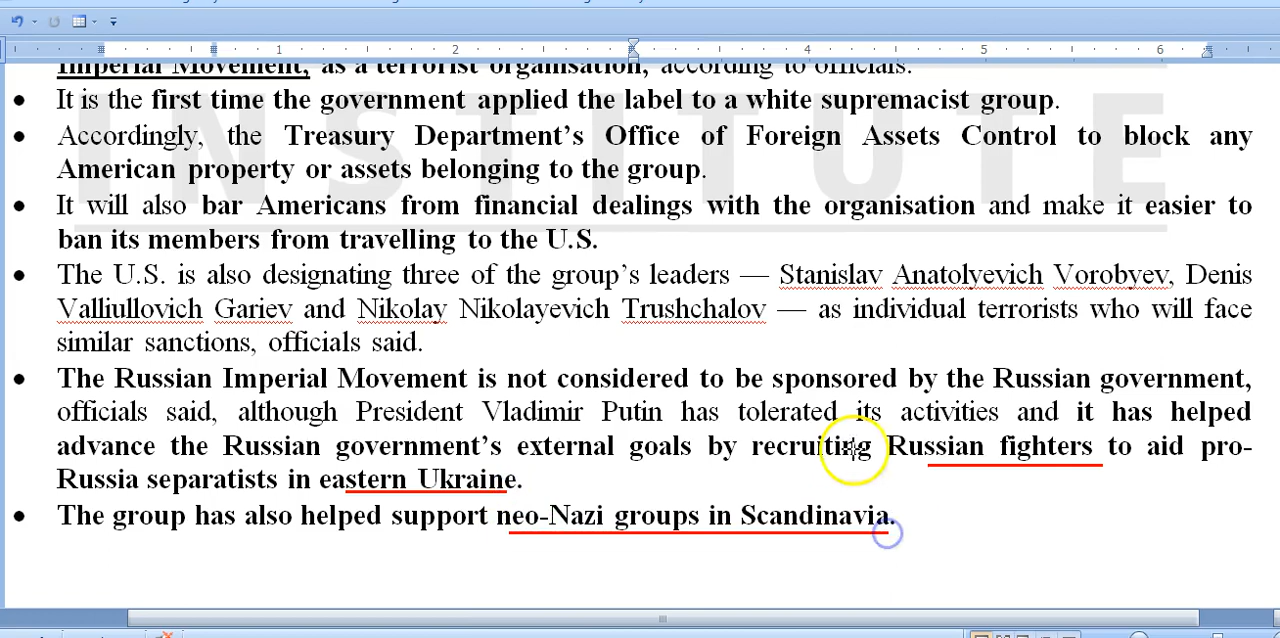 1 2 4 5 6
Imperial Movement, as a terrorist organisation, according to officials.
• It is the first time the government applied the label to a white supremacist group.
• Accordingly, the Treasury Department’s Office of Foreign Assets Control to block any
American property or assets belonging to the group.
• It will also bar Americans from financial dealings with the organisation and make it easier to
ban its members from travelling to the U.S.
• The U.S. is also designating three of the group’s leaders — Stanislav Anatolyevich Vorobyev, Denis
Valliullovich Gariev and Nikolay Nikolayevich Trushchalov — as individual terrorists who will face
similar sanctions, officials said.
• The Russian Imperial Movement is not considered to be sponsored by the Russian government,
officials said, although President Vladimir Putin has tolerated its activities and it has helped
advance the Russian government’s external goals by recruiting Russian fighters to aid pro-
Russia separatists in eastern Ukraine.
• The group has also helped support neo-Nazi groups in Scandinavia.
INSTITUTE